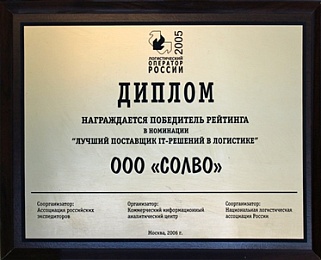 ЛОГИСТИЧЕСКИЙ
ОПЕРАТОР
РОССИИ
2005
ДИПЛОМ
НАГРАЖДАЕТСЯ ПОБЕДИТЕЛЬ РЕЙТИНГА
В НОМИНАЦИИ
"ЛУЧШИЙ ПОСТАВЩИК IT-РЕШЕНИЙ В ЛОГИСТИКЕ"
ООО «СОЛВО»
Соорганизатор:
Ассоциация российских
экспедиторов
Организатор:
Коммерческий информационный
аналитический центр
Соорганизатор:
Национальная логистическая
ассоциация России
Москва, 2006 г.